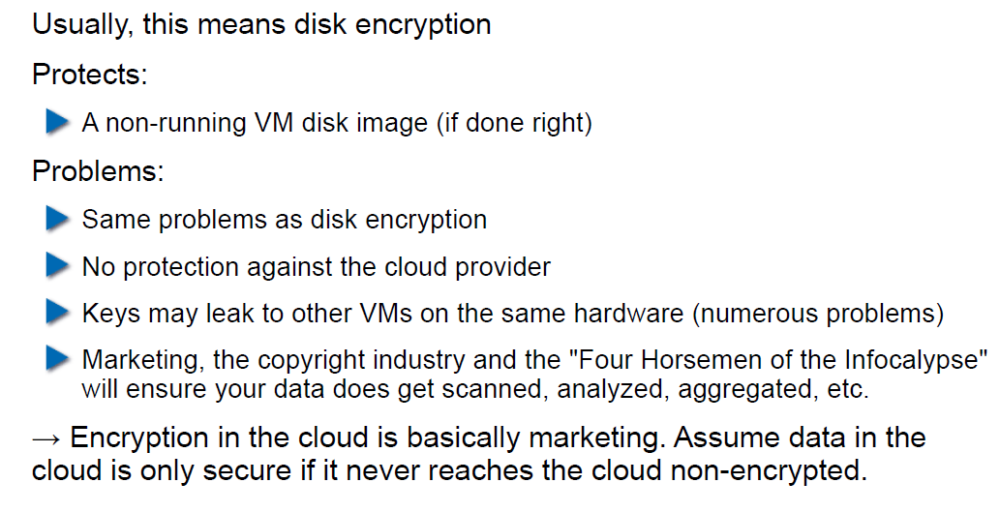 Usually, this means disk encryption
Protects:
A non-running VM disk image (if done right)
Problems:
Same problems as disk encryption
No protection against the cloud provider
Keys may leak to other VMs on the same hardware (numerous problems)
Marketing, the copyright industry and the "Four Horsemen of the Infocalypse"
will ensure your data does get scanned, analyzed, aggregated, etc.
→ Encryption in the cloud is basically marketing. Assume data in the
cloud is only secure if it never reaches the cloud non-encrypted.